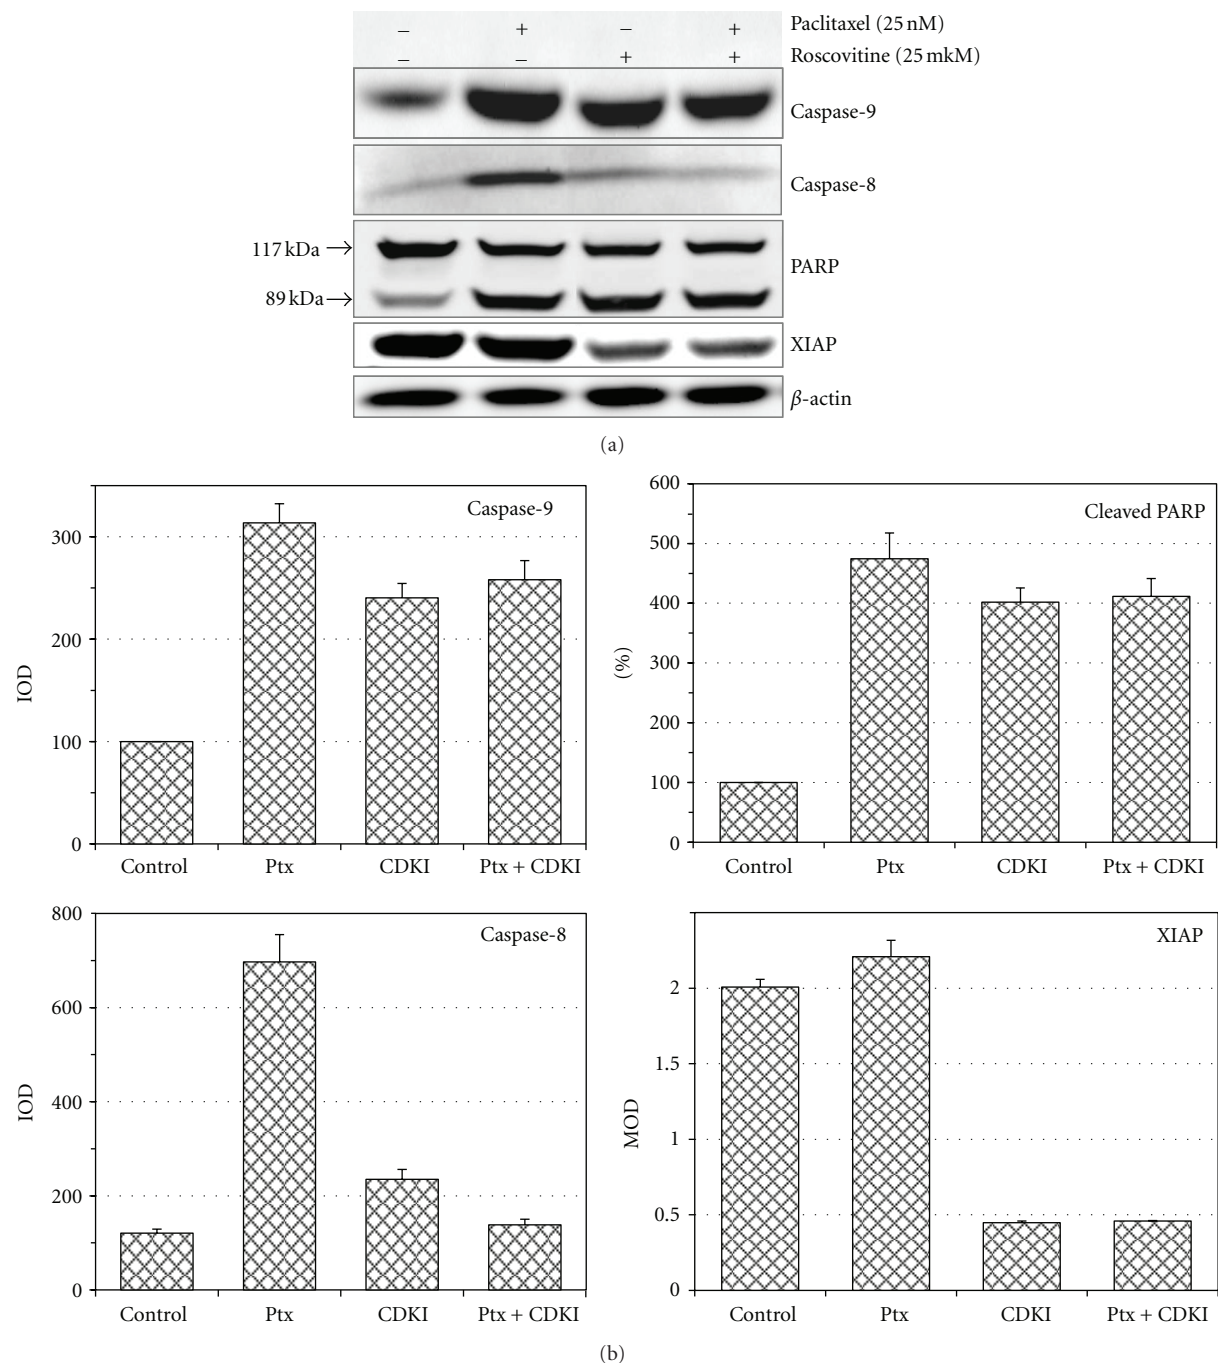 – + – + Paclitaxel (25 nM)
– – + + Roscovitine (25 mkM)
Caspase-9
Caspase-8
117 kDa →
PARP
89 kDa →
XIAP
β-actin
(a)
Caspase-9
300
200
100
0
IOD
Control Ptx CDKI Ptx + CDKI
Cleaved PARP
600
500
400
300
200
100
0
(%)
Control Ptx CDKI Ptx + CDKI
Caspase-8
800
600
400
200
0
IOD
Control Ptx CDKI Ptx + CDKI
XIAP
2
1.5
1
0.5
0
MOD
Control Ptx CDKI Ptx + CDKI
(b)